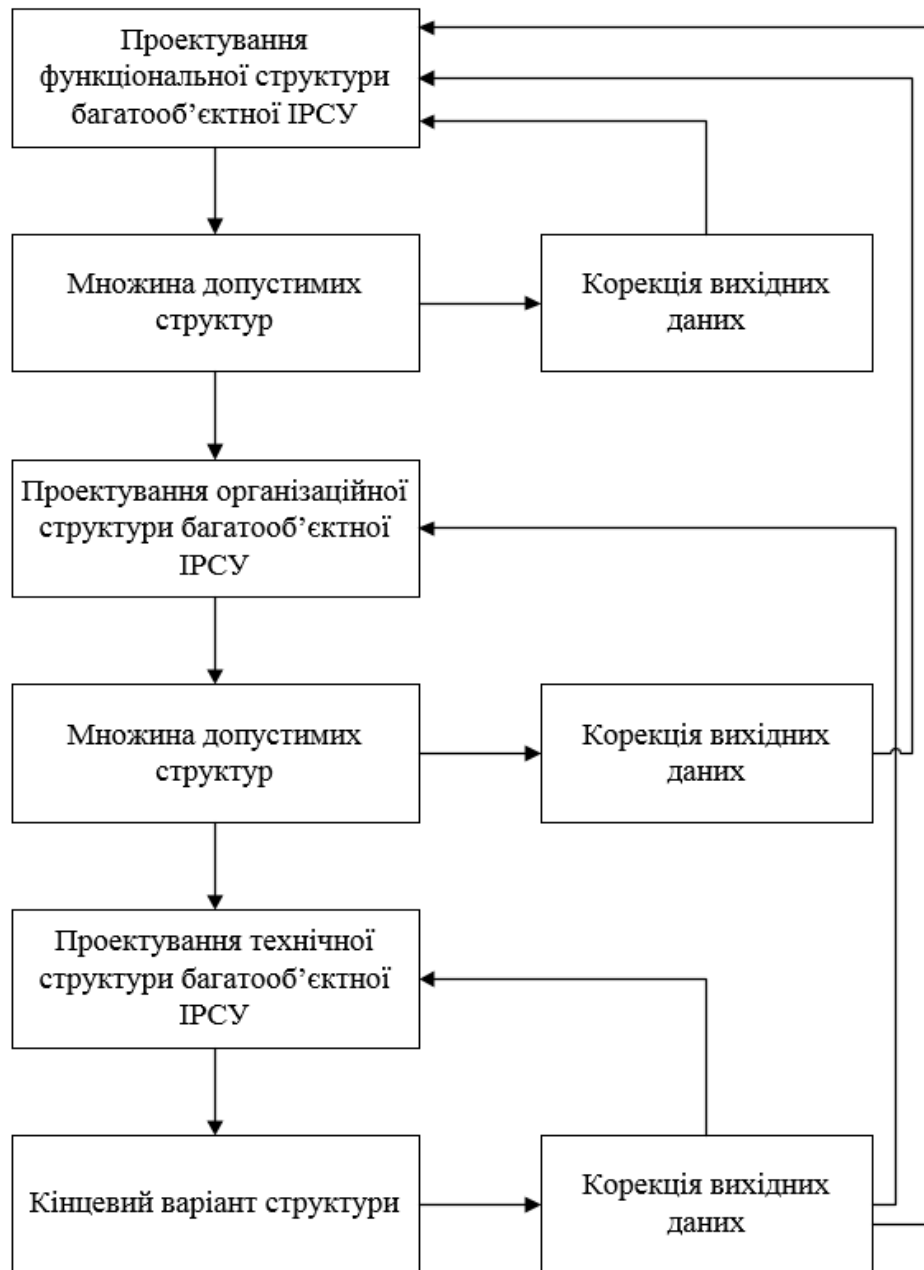 Проектування
функціональної структури
багатооб’єктної ІРСУ
Множина допустимих
структур
Корекція вихідних
даних
Проектування організаційної
структури багатооб’єктної
ІРСУ
Множина допустимих
структур
Корекція вихідних
даних
Проектування технічної
структури багатооб’єктної
ІРСУ
Кінцевий варіант структури
Корекція вихідних
даних